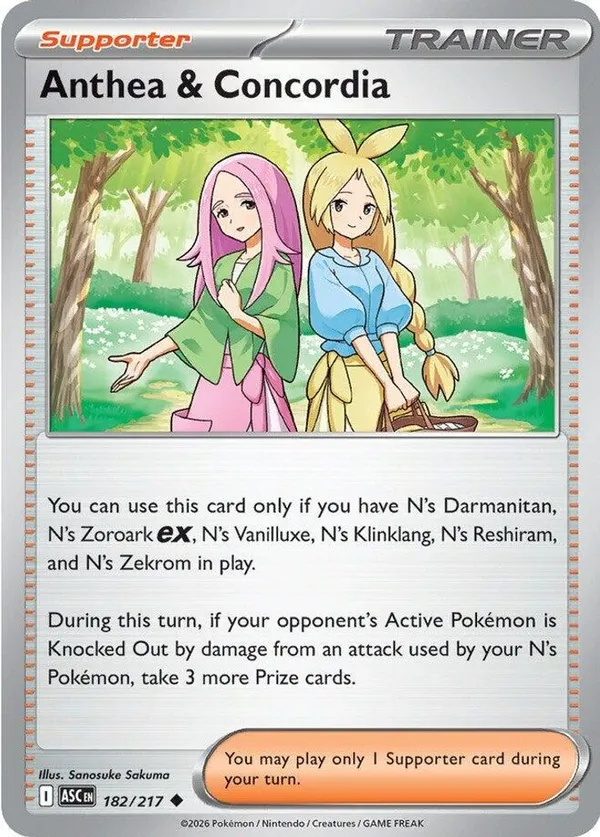 Supporter
TRAINER
Anthea & Concordia
You can use this card only if you have N's Darmanitan,
N's Zoroark ex, N's Vanilluxe, N's Klinklang, N's Reshiram,
and N's Zekrom in play.
During this turn, if your opponent's Active Pokémon is
Knocked Out by damage from an attack used by your N's
Pokémon, take 3 more Prize cards.
You may play only 1 Supporter card during
your turn.
Illus. Sanosuke Sakuma
I ASC EN 182/217 ◆
©2026 Pokémon / Nintendo / Creatures / GAME FREAK